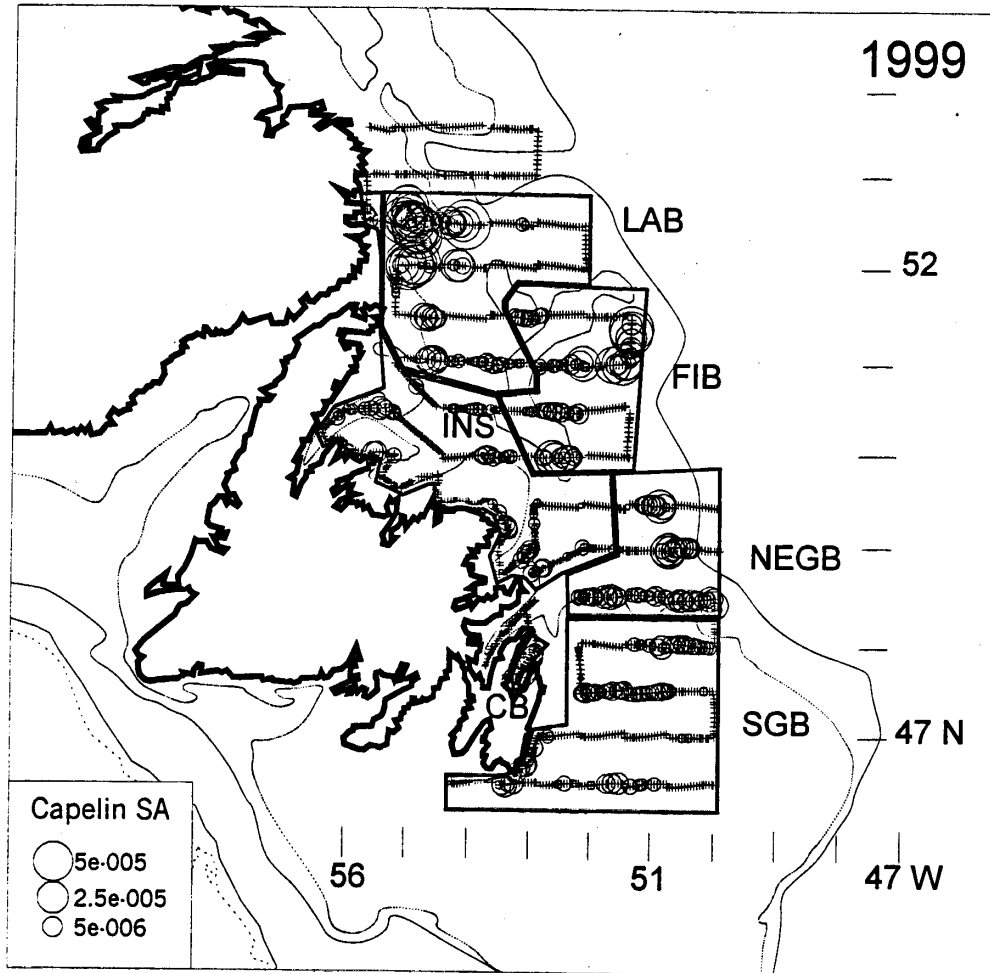 1999
LAB
52
FIB
INS
NEGB
CB
SGB
47 N
Capelin SA
5e-005
2.5e-005
5e-006
56
51
47 W